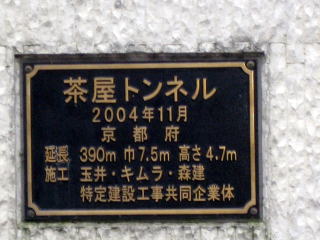 茶屋トンネル
2004年11月
京都府
延長 390m 巾7.5m 高さ4.7m
施工 玉井・キムラ・森建
特定建設工事共同企業体